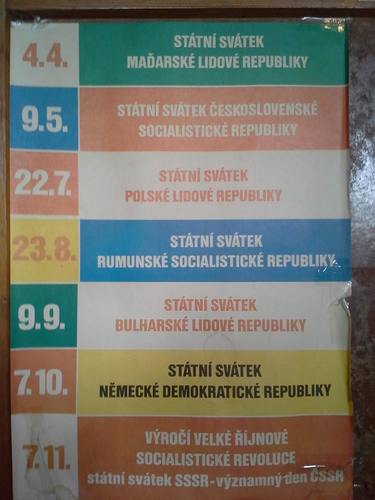 4.4.
STÁTNÍ SVÁTEK
MAĎARSKÉ LIDOVÉ REPUBLIKY
9.5.
STÁTNÍ SVÁTEK ČESKOSLOVENSKÉ
SOCIALISTICKÉ REPUBLIKY
22.7.
STÁTNÍ SVÁTEK
POLSKÉ LIDOVÉ REPUBLIKY
23.8.
STÁTNÍ SVÁTEK
RUMUNSKÉ SOCIALISTICKÉ REPUBLIKY
9.9.
STÁTNÍ SVÁTEK
BULHARSKÉ LIDOVÉ REPUBLIKY
7.10.
STÁTNÍ SVÁTEK
NĚMECKÉ DEMOKRATICKÉ REPUBLIKY
7.11.
VÝROČÍ VELKÉ ŘÍJNOVÉ
SOCIALISTICKÉ REVOLUCE
státní svátek SSSR-významný den ČSSR